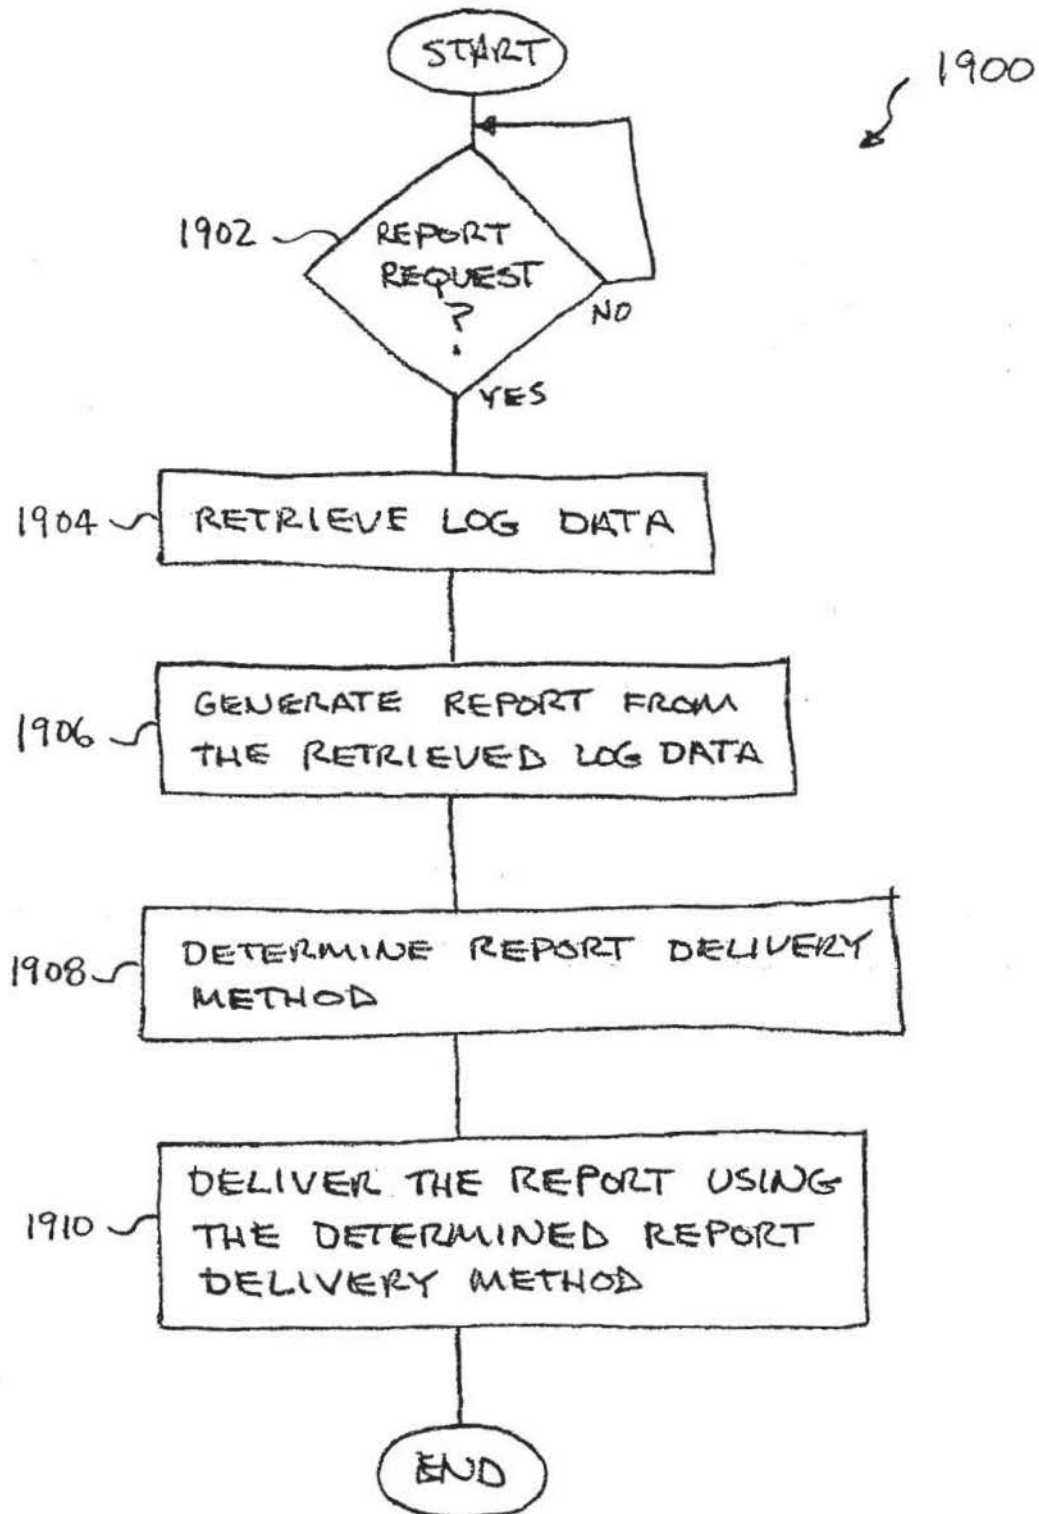 START
1900
1902
REPORT
REQUEST
?
NO
YES
1904
RETRIEVE LOG DATA
1906
GENERATE REPORT FROM
THE RETRIEVED LOG DATA
1908
DETERMINE REPORT DELIVERY
METHOD
1910
DELIVER THE REPORT USING
THE DETERMINED REPORT
DELIVERY METHOD
END